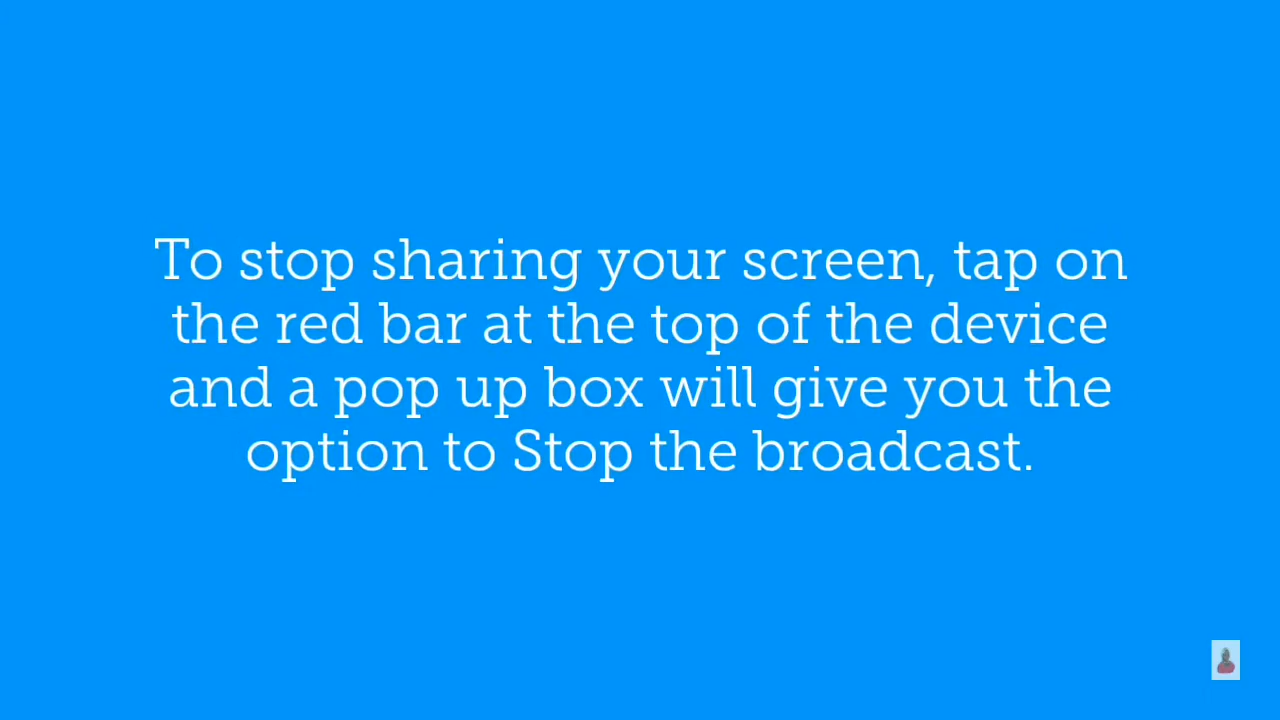 To stop sharing your screen, tap on
the red bar at the top of the device
and a pop up box will give you the
option to Stop the broadcast.